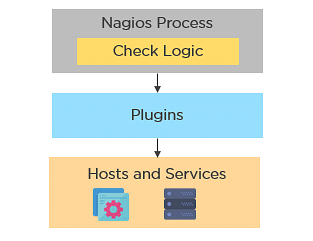 Nagios Process
Check Logic
Plugins
Hosts and Services